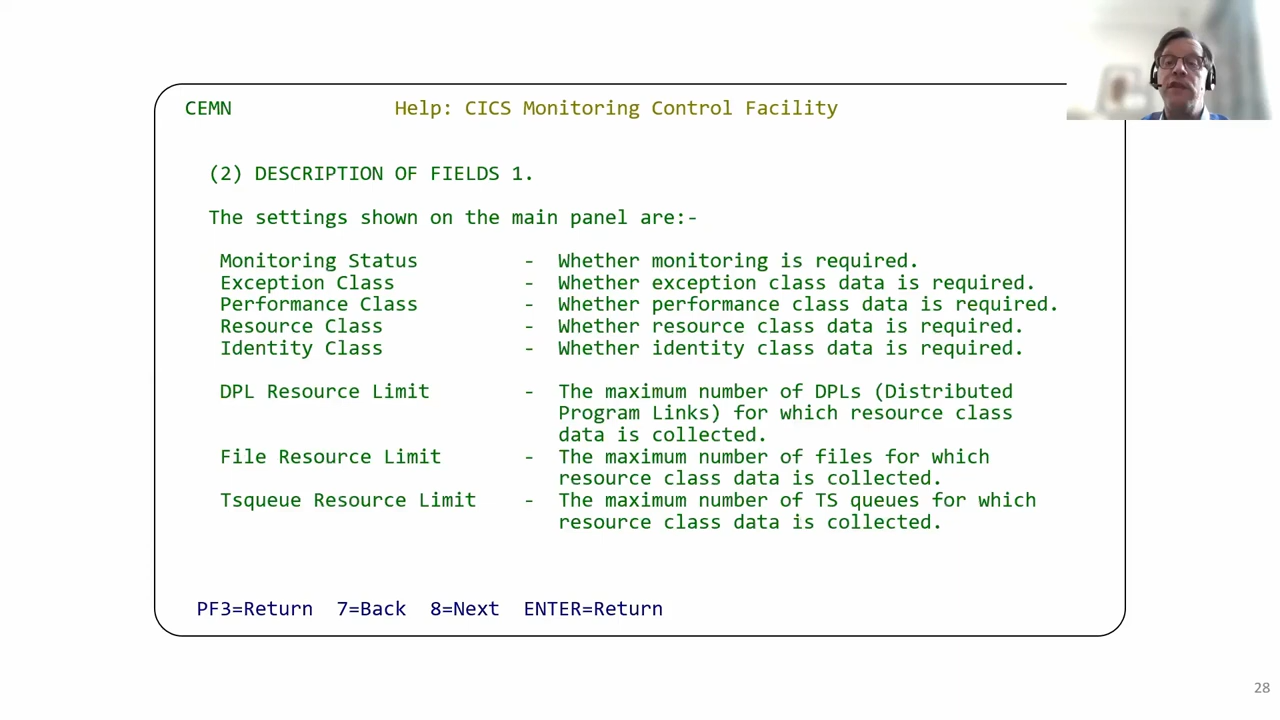 CEMN Help: CICS Monitoring Control Facility
(2) DESCRIPTION OF FIELDS 1.
The settings shown on the main panel are:-
Monitoring Status - Whether monitoring is required.
Exception Class - Whether exception class data is required.
Performance Class - Whether performance class data is required.
Resource Class - Whether resource class data is required.
Identity Class - Whether identity class data is required.
DPL Resource Limit - The maximum number of DPLs (Distributed
Program Links) for which resource class
data is collected.
File Resource Limit - The maximum number of files for which
resource class data is collected.
Tsqueue Resource Limit - The maximum number of TS queues for which
resource class data is collected.
PF3=Return 7=Back 8=Next ENTER=Return
28